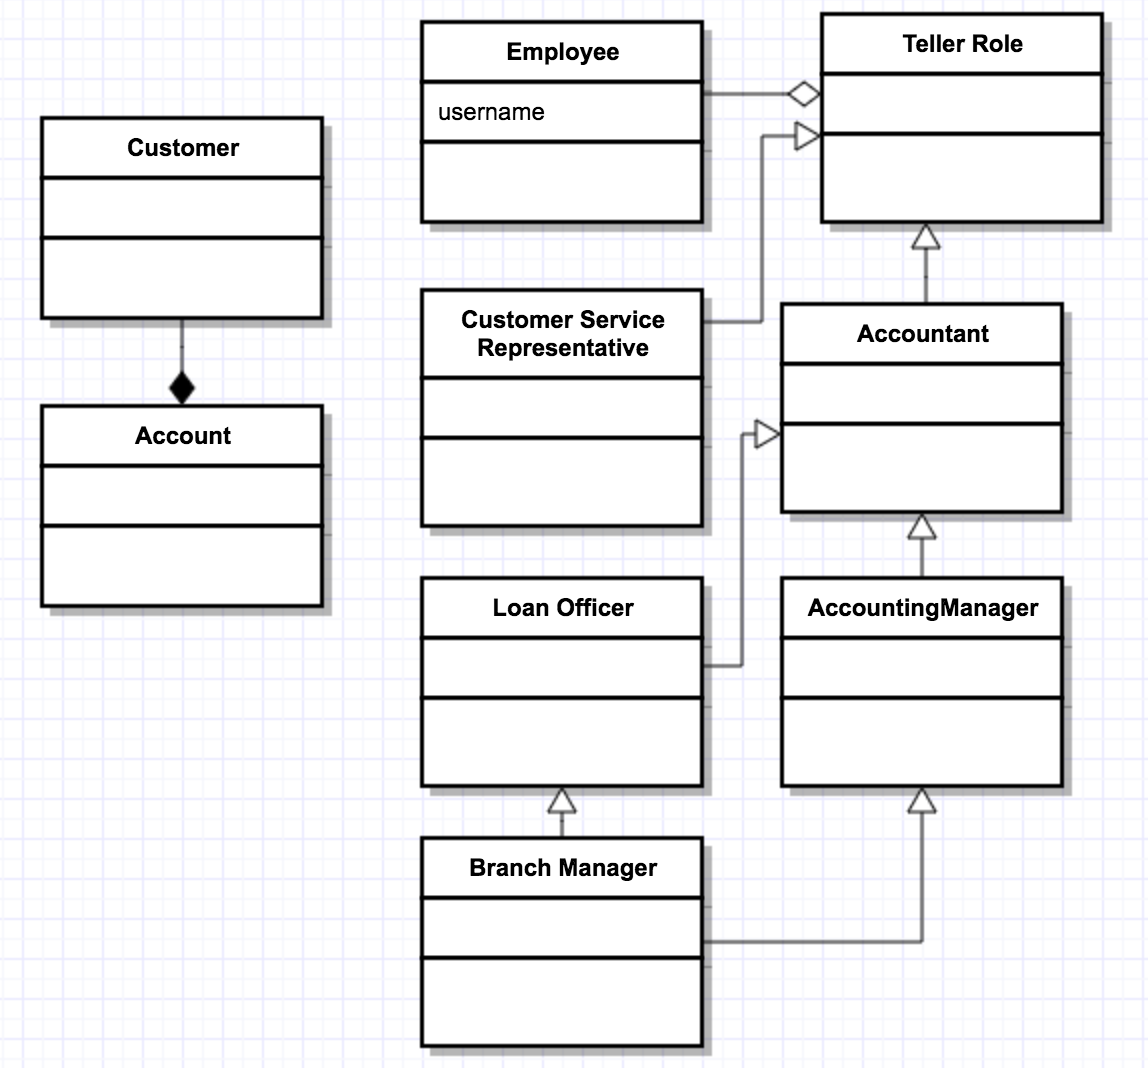 Employee
username
Teller Role
Customer
Customer Service
Representative
Accountant
Account
Loan Officer
AccountingManager
Branch Manager